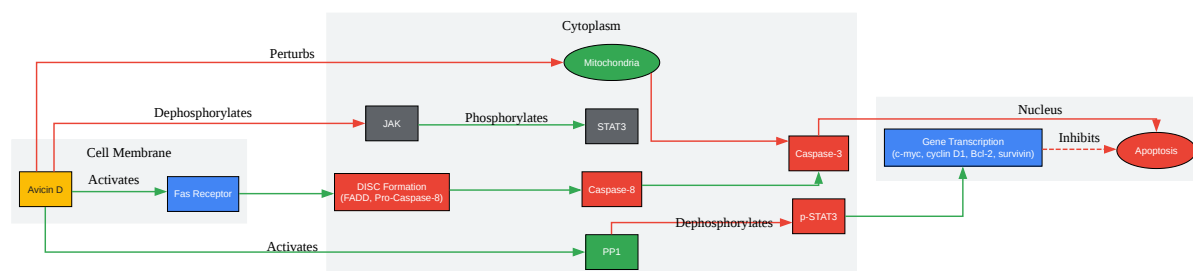 Cytoplasm
Perturbs
Mitochondria
Nucleus
Dephosphorylates
JAK
Phosphorylates
STAT3
Gene Transcription
(c-myc, cyclin D1, Bcl-2, survivin)
Inhibits
Apoptosis
Cell Membrane
Caspase-3
Avicin D
Activates
Fas Receptor
DISC Formation
(FADD, Pro-Caspase-8)
Caspase-8
Dephosphorylates
p-STAT3
Activates
PP1